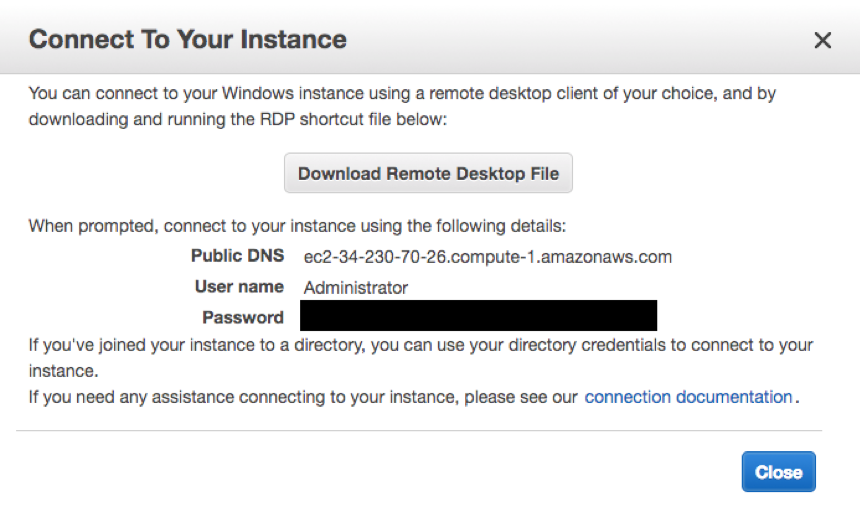 Connect To Your Instance
You can connect to your Windows instance using a remote desktop client of your choice, and by
downloading and running the RDP shortcut file below:
Download Remote Desktop File
When prompted, connect to your instance using the following details:
Public DNS ec2-34-230-70-26.compute-1.amazonaws.com
User name Administrator
Password
If you've joined your instance to a directory, you can use your directory credentials to connect to your
instance.
If you need any assistance connecting to your instance, please see our connection documentation.
Close